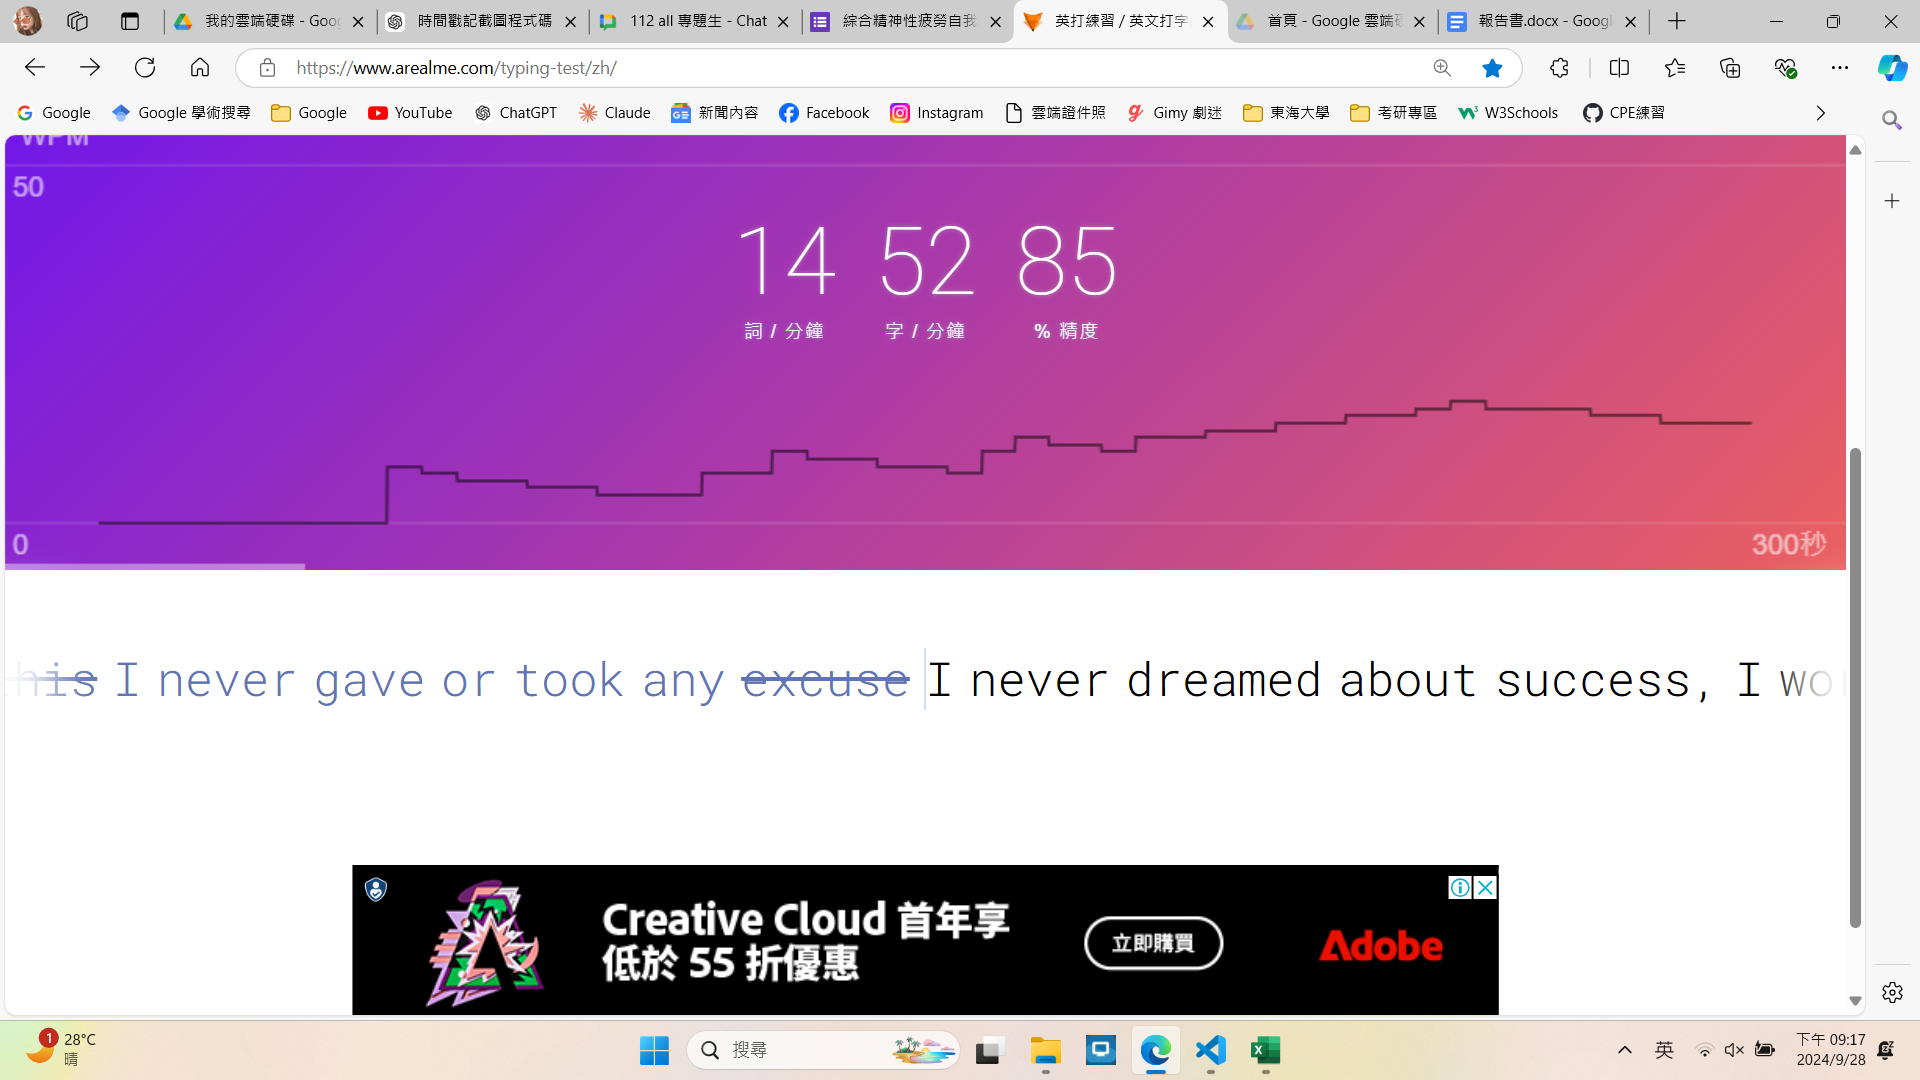 我的雲端硬碟 - Goog
時間戳記截圖程式碼
112 all 專題生 - Chat
綜合精神性疲勞自我
英打練習 / 英文打字
首頁 - Google 雲端硬
報告書.docx - Googl
https://www.arealme.com/typing-test/zh/
Google
Google 學術搜尋
Google
YouTube
ChatGPT
Claude
新聞內容
Facebook
Instagram
雲端證件照
Gimy 劇迷
東海大學
考研專區
W3Schools
CPE練習
WPM
50
14 52 85
詞 / 分鐘 字 / 分鐘 % 精度
0 300秒
this I never gave or took any excuse I never dreamed about success, I wor
Creative Cloud 首年享
低於 55 折優惠
立即購買
Adobe
1
28°C
晴
搜尋
英
下午 09:17
2024/9/28